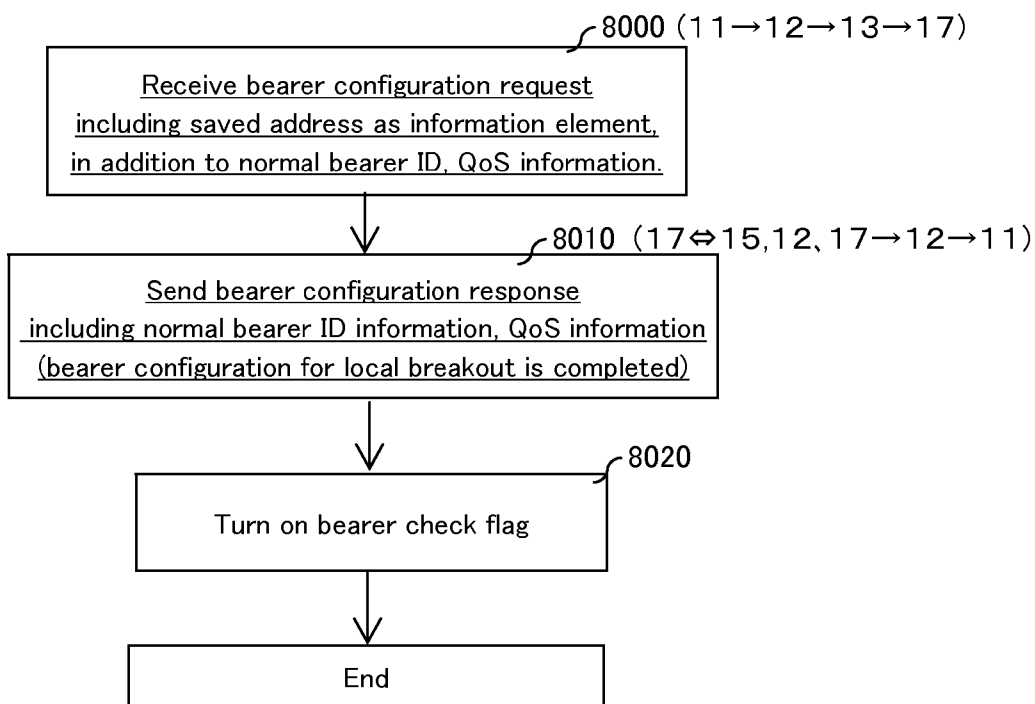 8000 (11→12→13→17)
Receive bearer configuration request
including saved address as information element,
in addition to normal bearer ID, QoS information.
8010 (17⇔15,12、17→12→11)
Send bearer configuration response
including normal bearer ID information, QoS information
(bearer configuration for local breakout is completed)
8020
Turn on bearer check flag
End